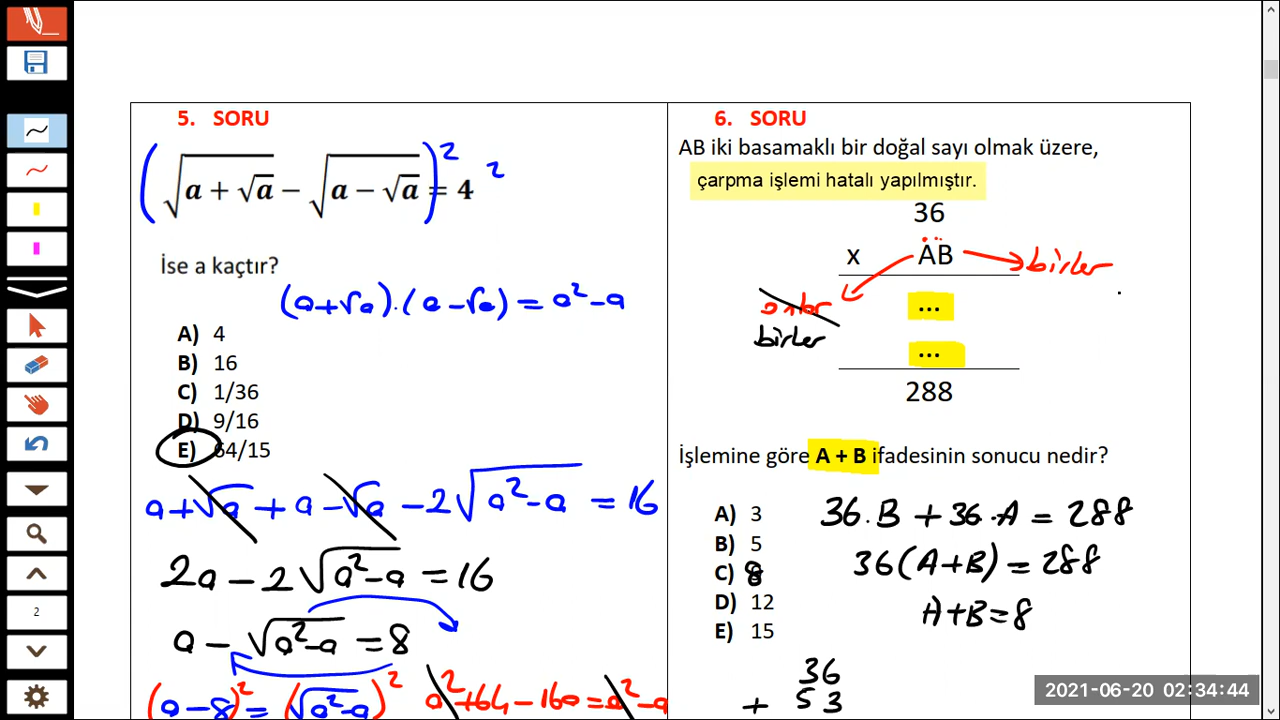 5. SORU
(√(a + √a) − √(a − √a))² = 4 ²
İse a kaçtır?
(a+√a).(a-√a) = a²-a
A) 4
B) 16
C) 1/36
D) 9/16
E) 64/15
a+√a + a -√a -2√(a²-a) = 16
2a - 2√(a²-a) = 16
a - √(a²-a) = 8
(a-8)² = (√(a²-a))² a²+64-16a = a²-a
6. SORU
AB iki basamaklı bir doğal sayı olmak üzere,
çarpma işlemi hatalı yapılmıştır.
36
x AB birler
onlar
...
birler
...
288
İşlemine göre A + B ifadesinin sonucu nedir?
A) 3
B) 5
C) 8
D) 12
E) 15
36.B + 36.A = 288
36(A+B) = 288
A+B=8
36
+ 53
2
2021-06-20 02:34:44